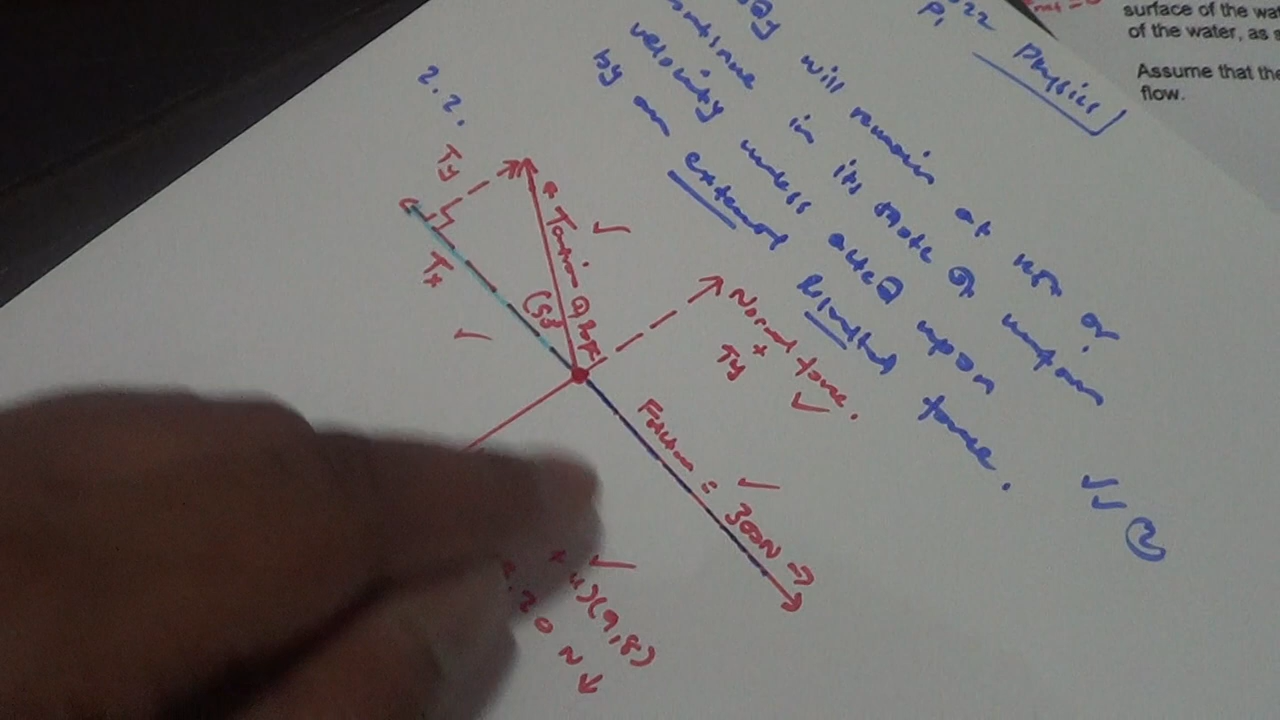 2022 Physics
P1
will remain at rest or
continue in its state of uniform
velocity unless acted upon
by an external resultant force.
✓✓ ②
2.2.
Ty
Tx
Tension
✓
✓
Normal force.
+
Ty
✓
Friction = 300N →
✓
)(9,8)
✓
20 N
surface of the wa
of the water, as s
Assume that the
flow.